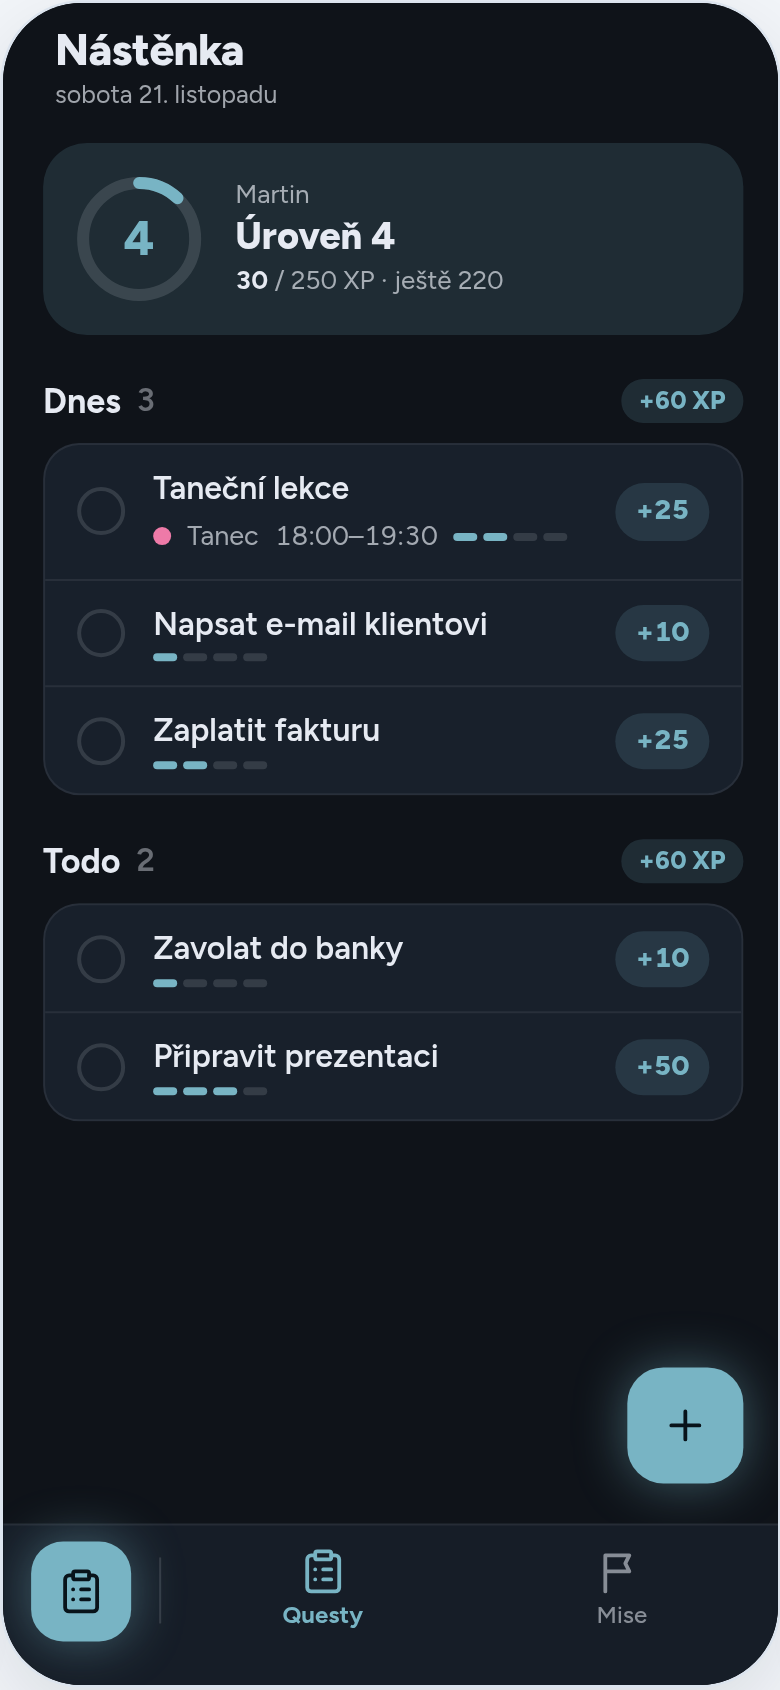 Nástěnka
sobota 21. listopadu
4
Martin
Úroveň 4
30 / 250 XP · ještě 220
Dnes 3
+60 XP
Taneční lekce
Tanec 18:00–19:30
+25
Napsat e-mail klientovi
+10
Zaplatit fakturu
+25
Todo 2
+60 XP
Zavolat do banky
+10
Připravit prezentaci
+50
Questy
Mise